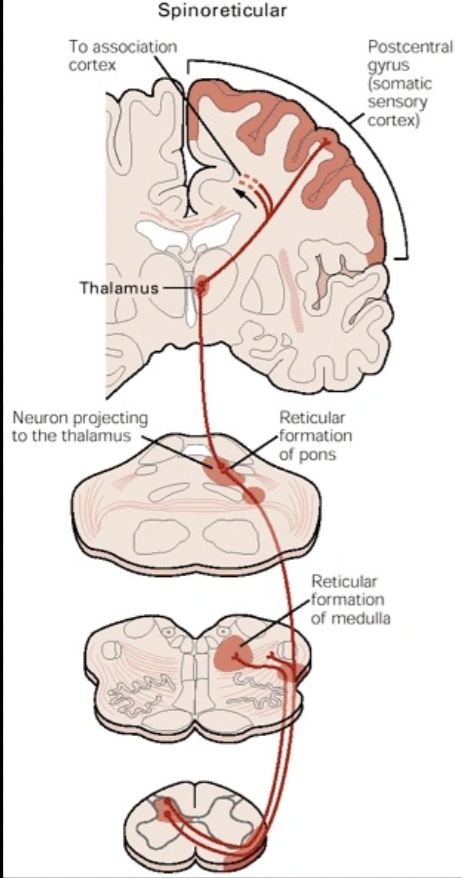 Spinoreticular
To association
cortex
Postcentral
gyrus
(somatic
sensory
cortex)
Thalamus
Neuron projecting
to the thalamus
Reticular
formation
of pons
Reticular
formation
of medulla